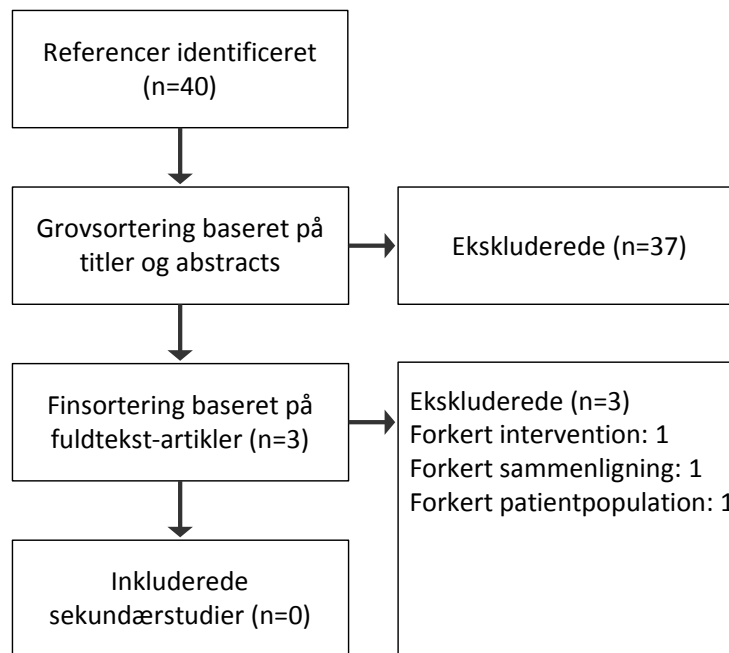 Referencer identificeret
(n=40)
Grovsortering baseret på
titler og abstracts
Ekskluderede (n=37)
Finsortering baseret på
fuldtekst-artikler (n=3)
Ekskluderede (n=3)
Forkert intervention: 1
Forkert sammenligning: 1
Forkert patientpopulation: 1
Inkluderede
sekundærstudier (n=0)